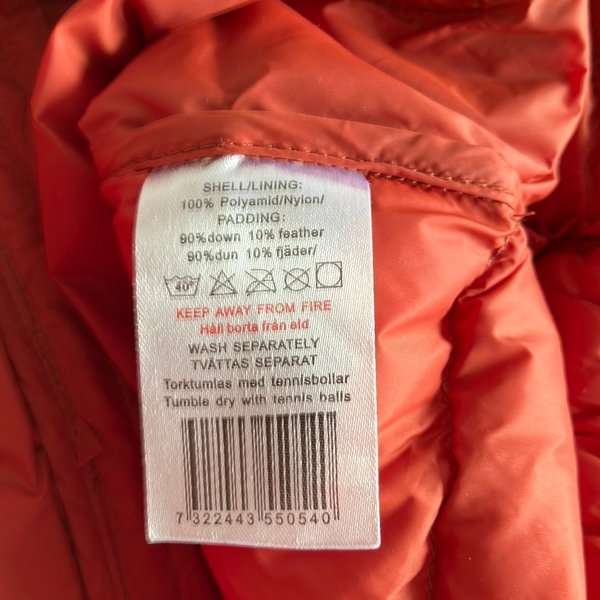 SHELL/LINING:
100% Polyamid/Nylon/
PADDING:
90%down 10% feather
90%dun 10% fjäder/
40°
KEEP AWAY FROM FIRE
Håll borta från eld
WASH SEPARATELY
TVÄTTAS SEPARAT
Torktumlas med tennisbollar
Tumble dry with tennis balls
7 322443 550540